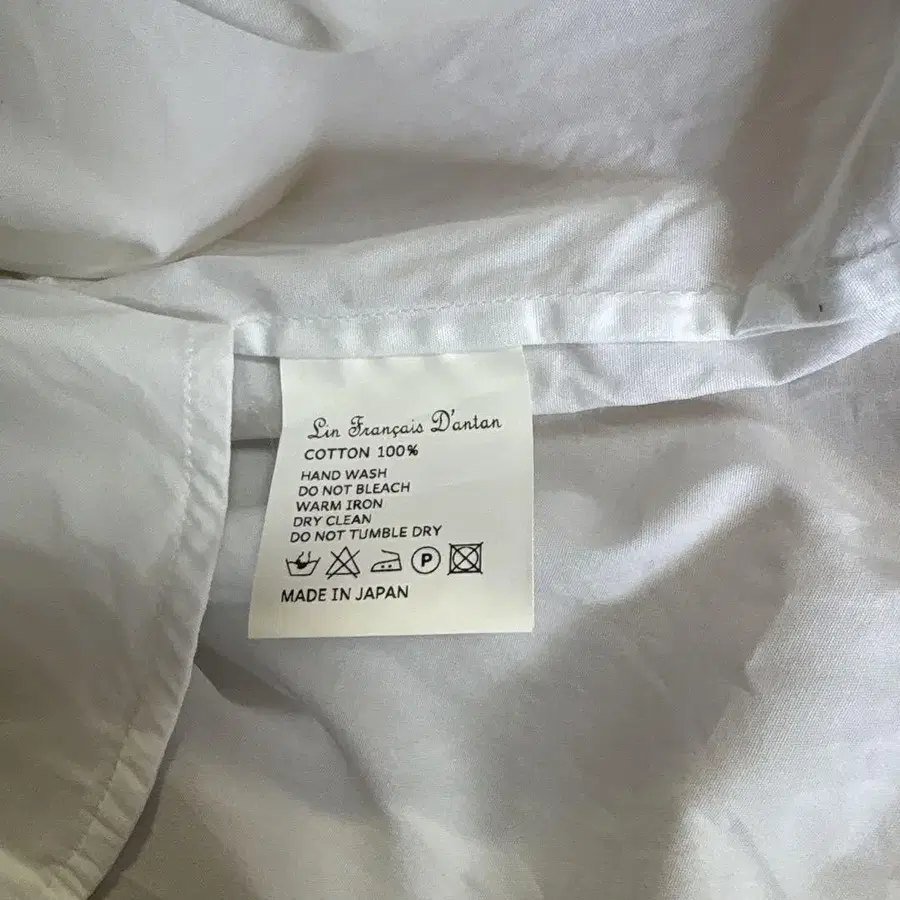 Lin Français D'antan
COTTON 100%
HAND WASH
DO NOT BLEACH
WARM IRON
DRY CLEAN
DO NOT TUMBLE DRY
P
MADE IN JAPAN